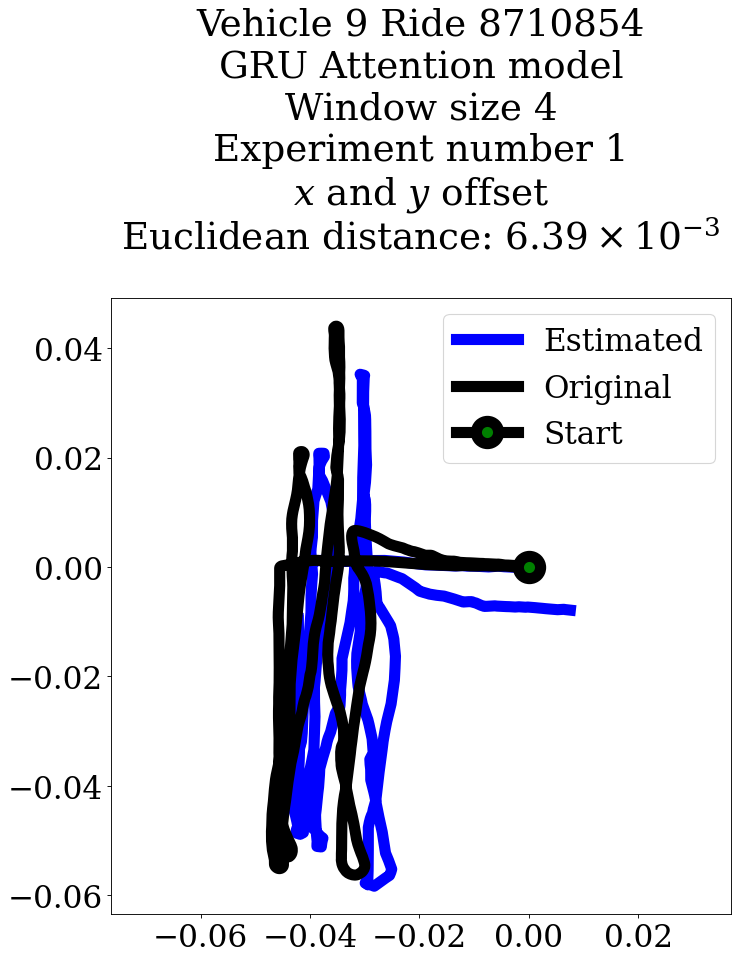 Vehicle 9 Ride 8710854
GRU Attention model
Window size 4
Experiment number 1
x and y offset
Euclidean distance: 6.39 × 10⁻³
Estimated
Original
Start
0.04
0.02
0.00
−0.02
−0.04
−0.06
−0.06 −0.04 −0.02 0.00 0.02